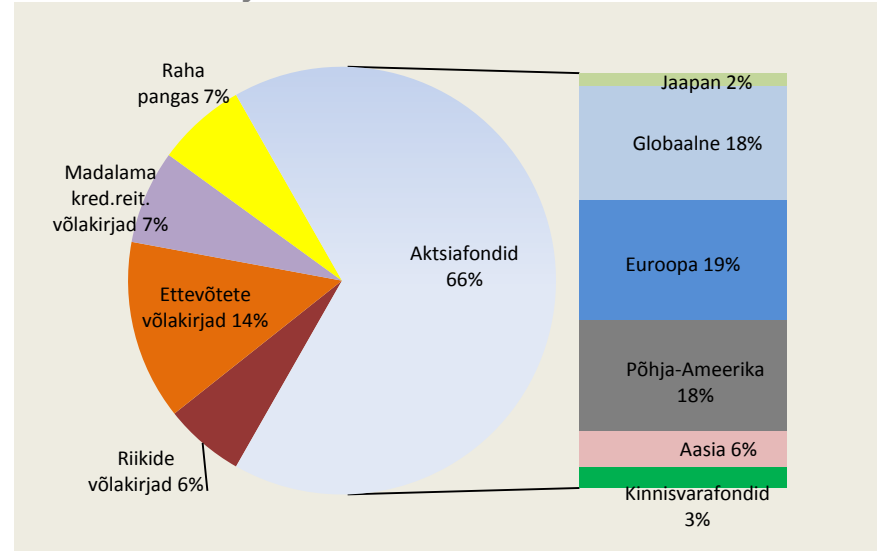 Raha
pangas 7%
Madalama
kred.reit.
võlakirjad 7%
Ettevõtete
võlakirjad 14%
Riikide
võlakirjad 6%
Aktsiafondid
66%
Jaapan 2%
Globaalne 18%
Euroopa 19%
Põhja-Ameerika
18%
Aasia 6%
Kinnisvarafondid
3%